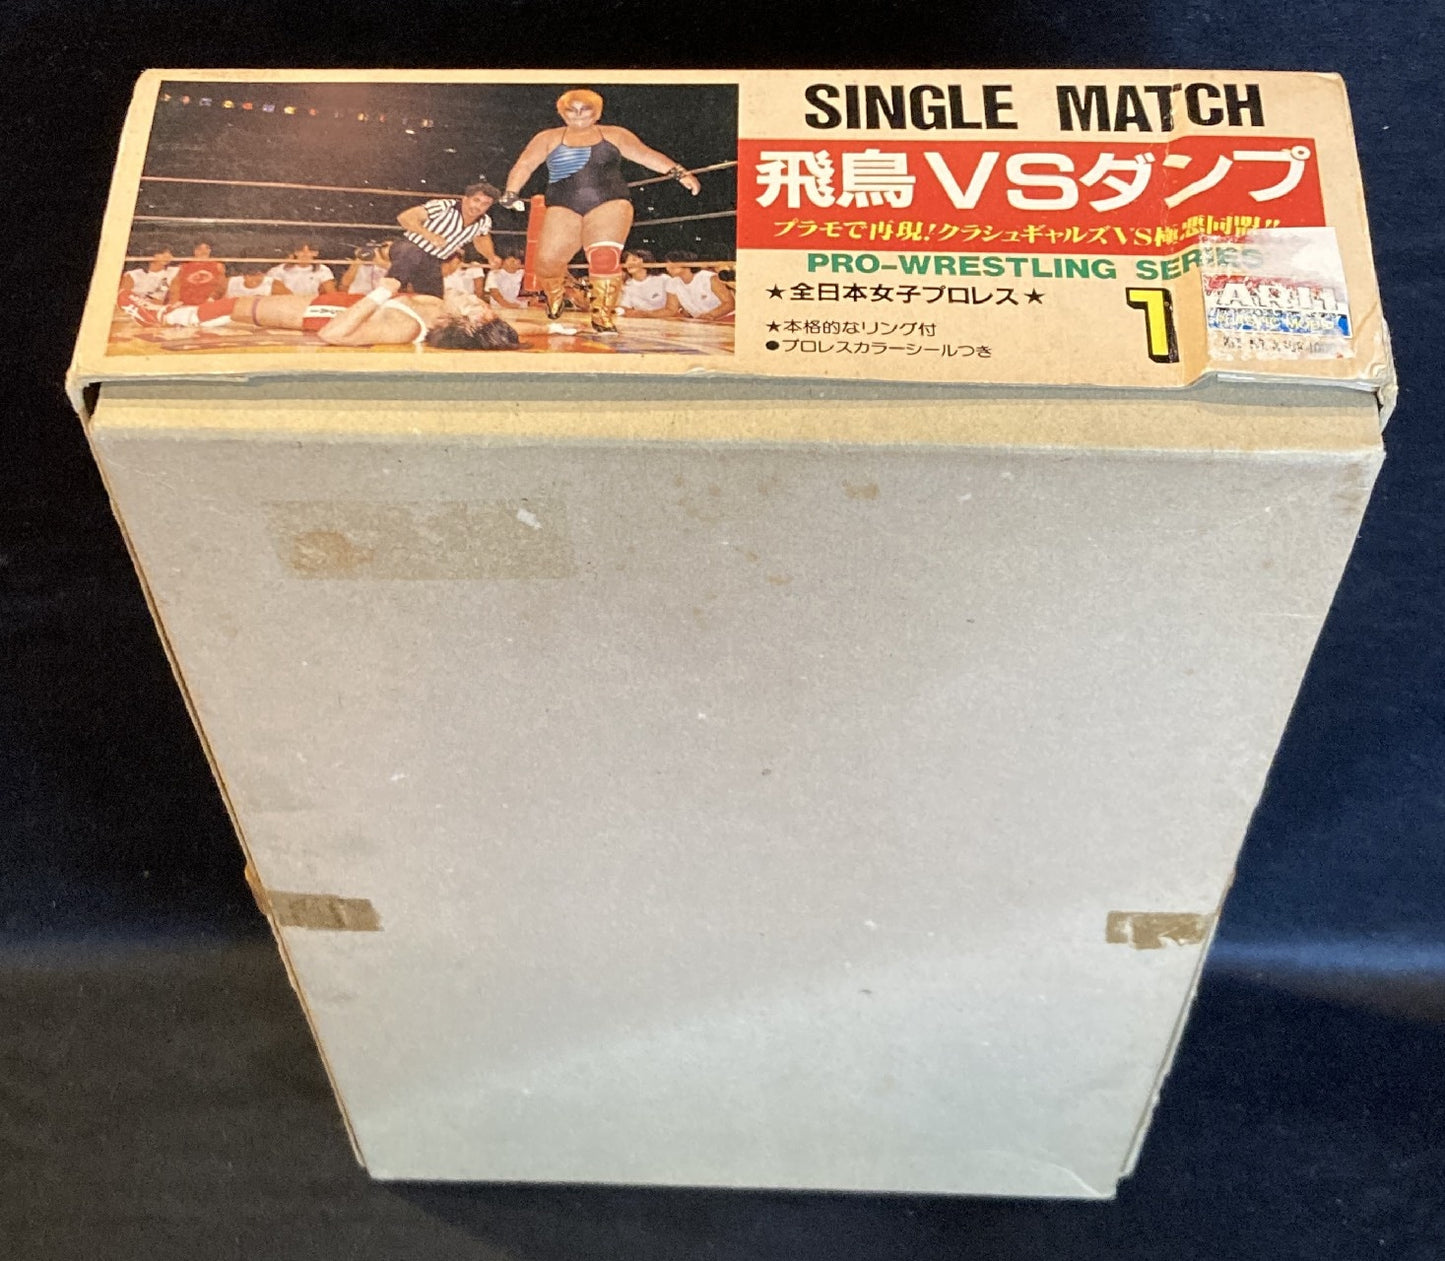 SINGLE MATCH
飛鳥VSダンプ
プラモで再現!クラシュギャルズVS極悪同盟!!
PRO-WRESTLING SERIES
★全日本女子プロレス★
1
★本格的なリング付
●プロレスカラーシールつき
ARII